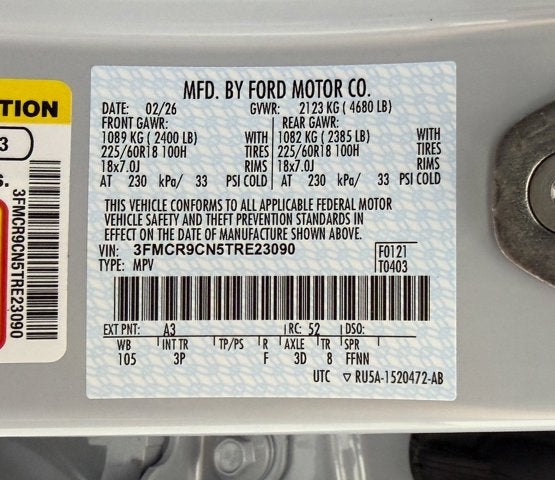 TION
3
S.
3FMCR9CN5TRE23090
MFD. BY FORD MOTOR CO.
DATE: 02/26 GVWR: 2123 KG ( 4680 LB)
FRONT GAWR: REAR GAWR:
1089 KG ( 2400 LB) WITH 1082 KG ( 2385 LB) WITH
225/60R18 100H TIRES 225/60R18 100H TIRES
18x7.0J RIMS 18x7.0J RIMS
AT 230 kPa/ 33 PSI COLD AT 230 kPa/ 33 PSI COLD
THIS VEHICLE CONFORMS TO ALL APPLICABLE FEDERAL MOTOR
VEHICLE SAFETY AND THEFT PREVENTION STANDARDS IN
EFFECT ON THE DATE OF MANUFACTURE SHOWN ABOVE.
VIN: 3FMCR9CN5TRE23090 F0121
TYPE: MPV T0403
EXT PNT: A3 RC: 52 DSO:
WB INT TR TP/PS R AXLE TR SPR
105 3P F 3D 8 FFNN
UTC ▽ RU5A-1520472-AB